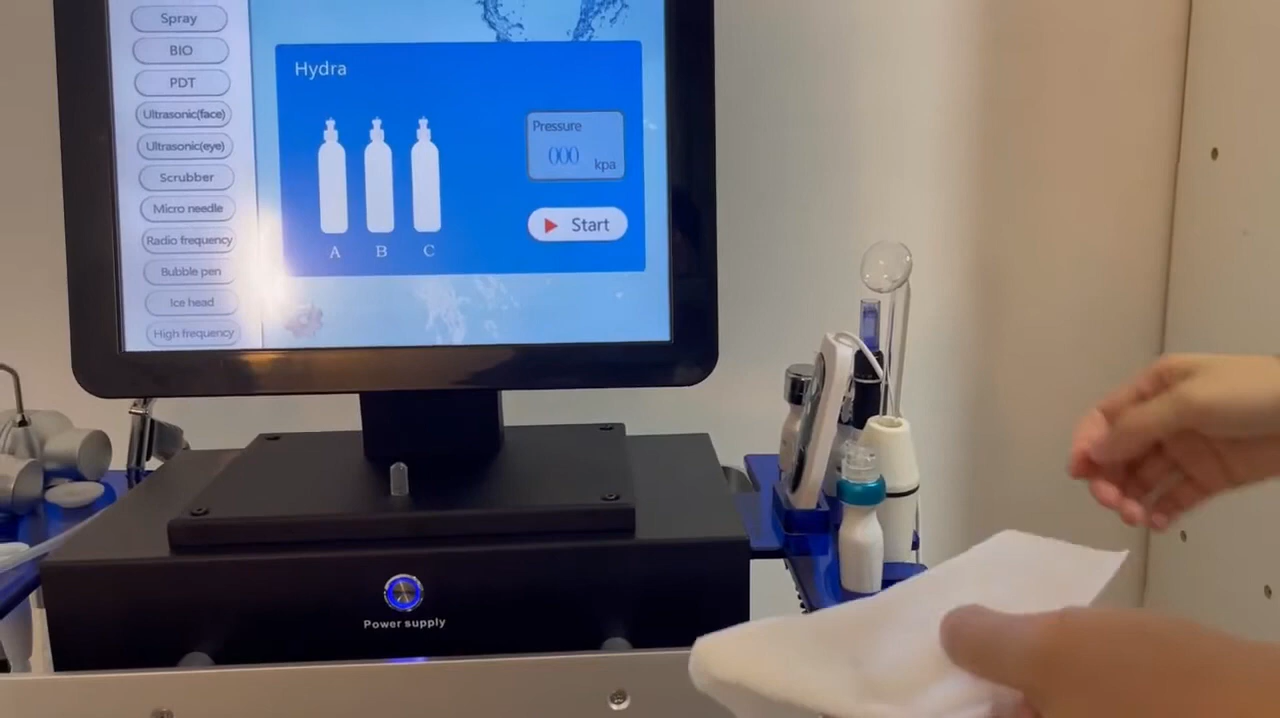 Spray
BIO
PDT
Ultrasonic(face)
Ultrasonic(eye)
Scrubber
Micro needle
Radio frequency
Bubble pen
Ice head
High frequency
Hydra
A B C
Pressure
000 kpa
Start
Power supply